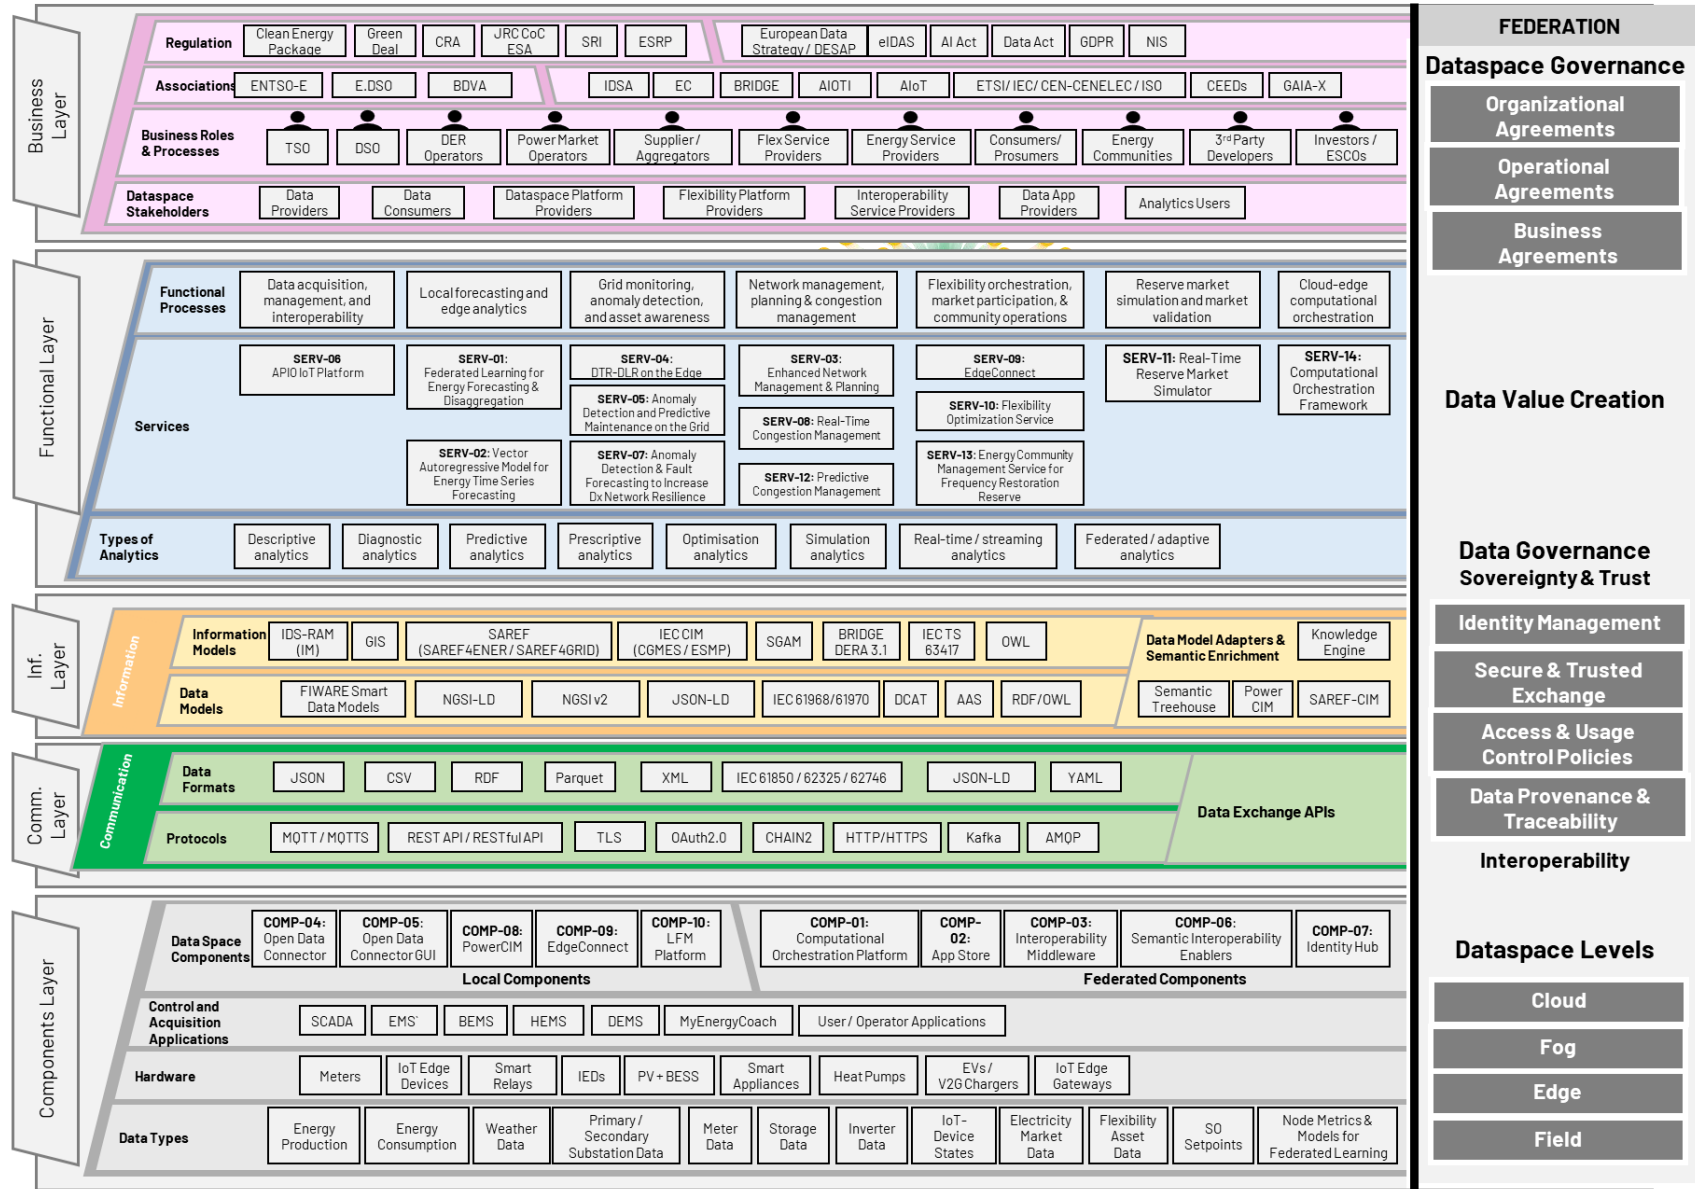 Business
Layer
Regulation
Clean Energy
Package
Green
Deal
CRA
JRC CoC
ESA
SRI
ESRP
European Data
Strategy / DESAP
eIDAS
AI Act
Data Act
GDPR
NIS
Associations
ENTSO-E
E.DSO
BDVA
IDSA
EC
BRIDGE
AIOTI
AIoT
ETSI/ IEC/ CEN-CENELEC / ISO
CEEDs
GAIA-X
Business Roles
& Processes
TSO
DSO
DER
Operators
Power Market
Operators
Supplier /
Aggregators
Flex Service
Providers
Energy Service
Providers
Consumers/
Prosumers
Energy
Communities
3rd Party
Developers
Investors /
ESCOs
Dataspace
Stakeholders
Data
Providers
Data
Consumers
Dataspace Platform
Providers
Flexibility Platform
Providers
Interoperability
Service Providers
Data App
Providers
Analytics Users
Functional Layer
Functional
Processes
Data acquisition,
management, and
interoperability
Local forecasting and
edge analytics
Grid monitoring,
anomaly detection,
and asset awareness
Network management,
planning & congestion
management
Flexibility orchestration,
market participation, &
community operations
Reserve market
simulation and market
validation
Cloud-edge
computational
orchestration
Services
SERV-06
APIO IoT Platform
SERV-01:
Federated Learning for
Energy Forecasting &
Disaggregation
SERV-02: Vector
Autoregressive Model for
Energy Time Series
Forecasting
SERV-04:
DTR-DLR on the Edge
SERV-05: Anomaly
Detection and Predictive
Maintenance on the Grid
SERV-07: Anomaly
Detection & Fault
Forecasting to Increase
Dx Network Resilience
SERV-03:
Enhanced Network
Management & Planning
SERV-08: Real-Time
Congestion Management
SERV-12: Predictive
Congestion Management
SERV-09:
EdgeConnect
SERV-10: Flexibility
Optimization Service
SERV-13: Energy Community
Management Service for
Frequency Restoration
Reserve
SERV-11: Real-Time
Reserve Market
Simulator
SERV-14:
Computational
Orchestration
Framework
Types of
Analytics
Descriptive
analytics
Diagnostic
analytics
Predictive
analytics
Prescriptive
analytics
Optimisation
analytics
Simulation
analytics
Real-time / streaming
analytics
Federated / adaptive
analytics
Inf.
Layer
Information
Information
Models
IDS-RAM
(IM)
GIS
SAREF
(SAREF4ENER / SAREF4GRID)
IEC CIM
(CGMES / ESMP)
SGAM
BRIDGE
DERA 3.1
IEC TS
63417
OWL
Data Model Adapters &
Semantic Enrichment
Knowledge
Engine
Data
Models
FIWARE Smart
Data Models
NGSI-LD
NGSI v2
JSON-LD
IEC 61968/61970
DCAT
AAS
RDF/OWL
Semantic
Treehouse
Power
CIM
SAREF-CIM
Comm.
Layer
Communication
Data
Formats
JSON
CSV
RDF
Parquet
XML
IEC 61850 / 62325 / 62746
JSON-LD
YAML
Data Exchange APIs
Protocols
MQTT / MQTTS
REST API / RESTful API
TLS
OAuth2.0
CHAIN2
HTTP/HTTPS
Kafka
AMQP
Components Layer
Data Space
Components
COMP-04:
Open Data
Connector
COMP-05:
Open Data
Connector GUI
COMP-08:
PowerCIM
COMP-09:
EdgeConnect
COMP-10:
LFM
Platform
Local Components
COMP-01:
Computational
Orchestration Platform
COMP-
02:
App Store
COMP-03:
Interoperability
Middleware
COMP-06:
Semantic Interoperability
Enablers
COMP-07:
Identity Hub
Federated Components
Control and
Acquisition
Applications
SCADA
EMS`
BEMS
HEMS
DEMS
MyEnergyCoach
User / Operator Applications
Hardware
Meters
IoT Edge
Devices
Smart
Relays
IEDs
PV + BESS
Smart
Appliances
Heat Pumps
EVs /
V2G Chargers
IoT Edge
Gateways
Data Types
Energy
Production
Energy
Consumption
Weather
Data
Primary /
Secondary
Substation Data
Meter
Data
Storage
Data
Inverter
Data
IoT-
Device
States
Electricity
Market
Data
Flexibility
Asset
Data
SO
Setpoints
Node Metrics &
Models for
Federated Learning
FEDERATION
Dataspace Governance
Organizational
Agreements
Operational
Agreements
Business
Agreements
Data Value Creation
Data Governance
Sovereignty & Trust
Identity Management
Secure & Trusted
Exchange
Access & Usage
Control Policies
Data Provenance &
Traceability
Interoperability
Dataspace Levels
Cloud
Fog
Edge
Field